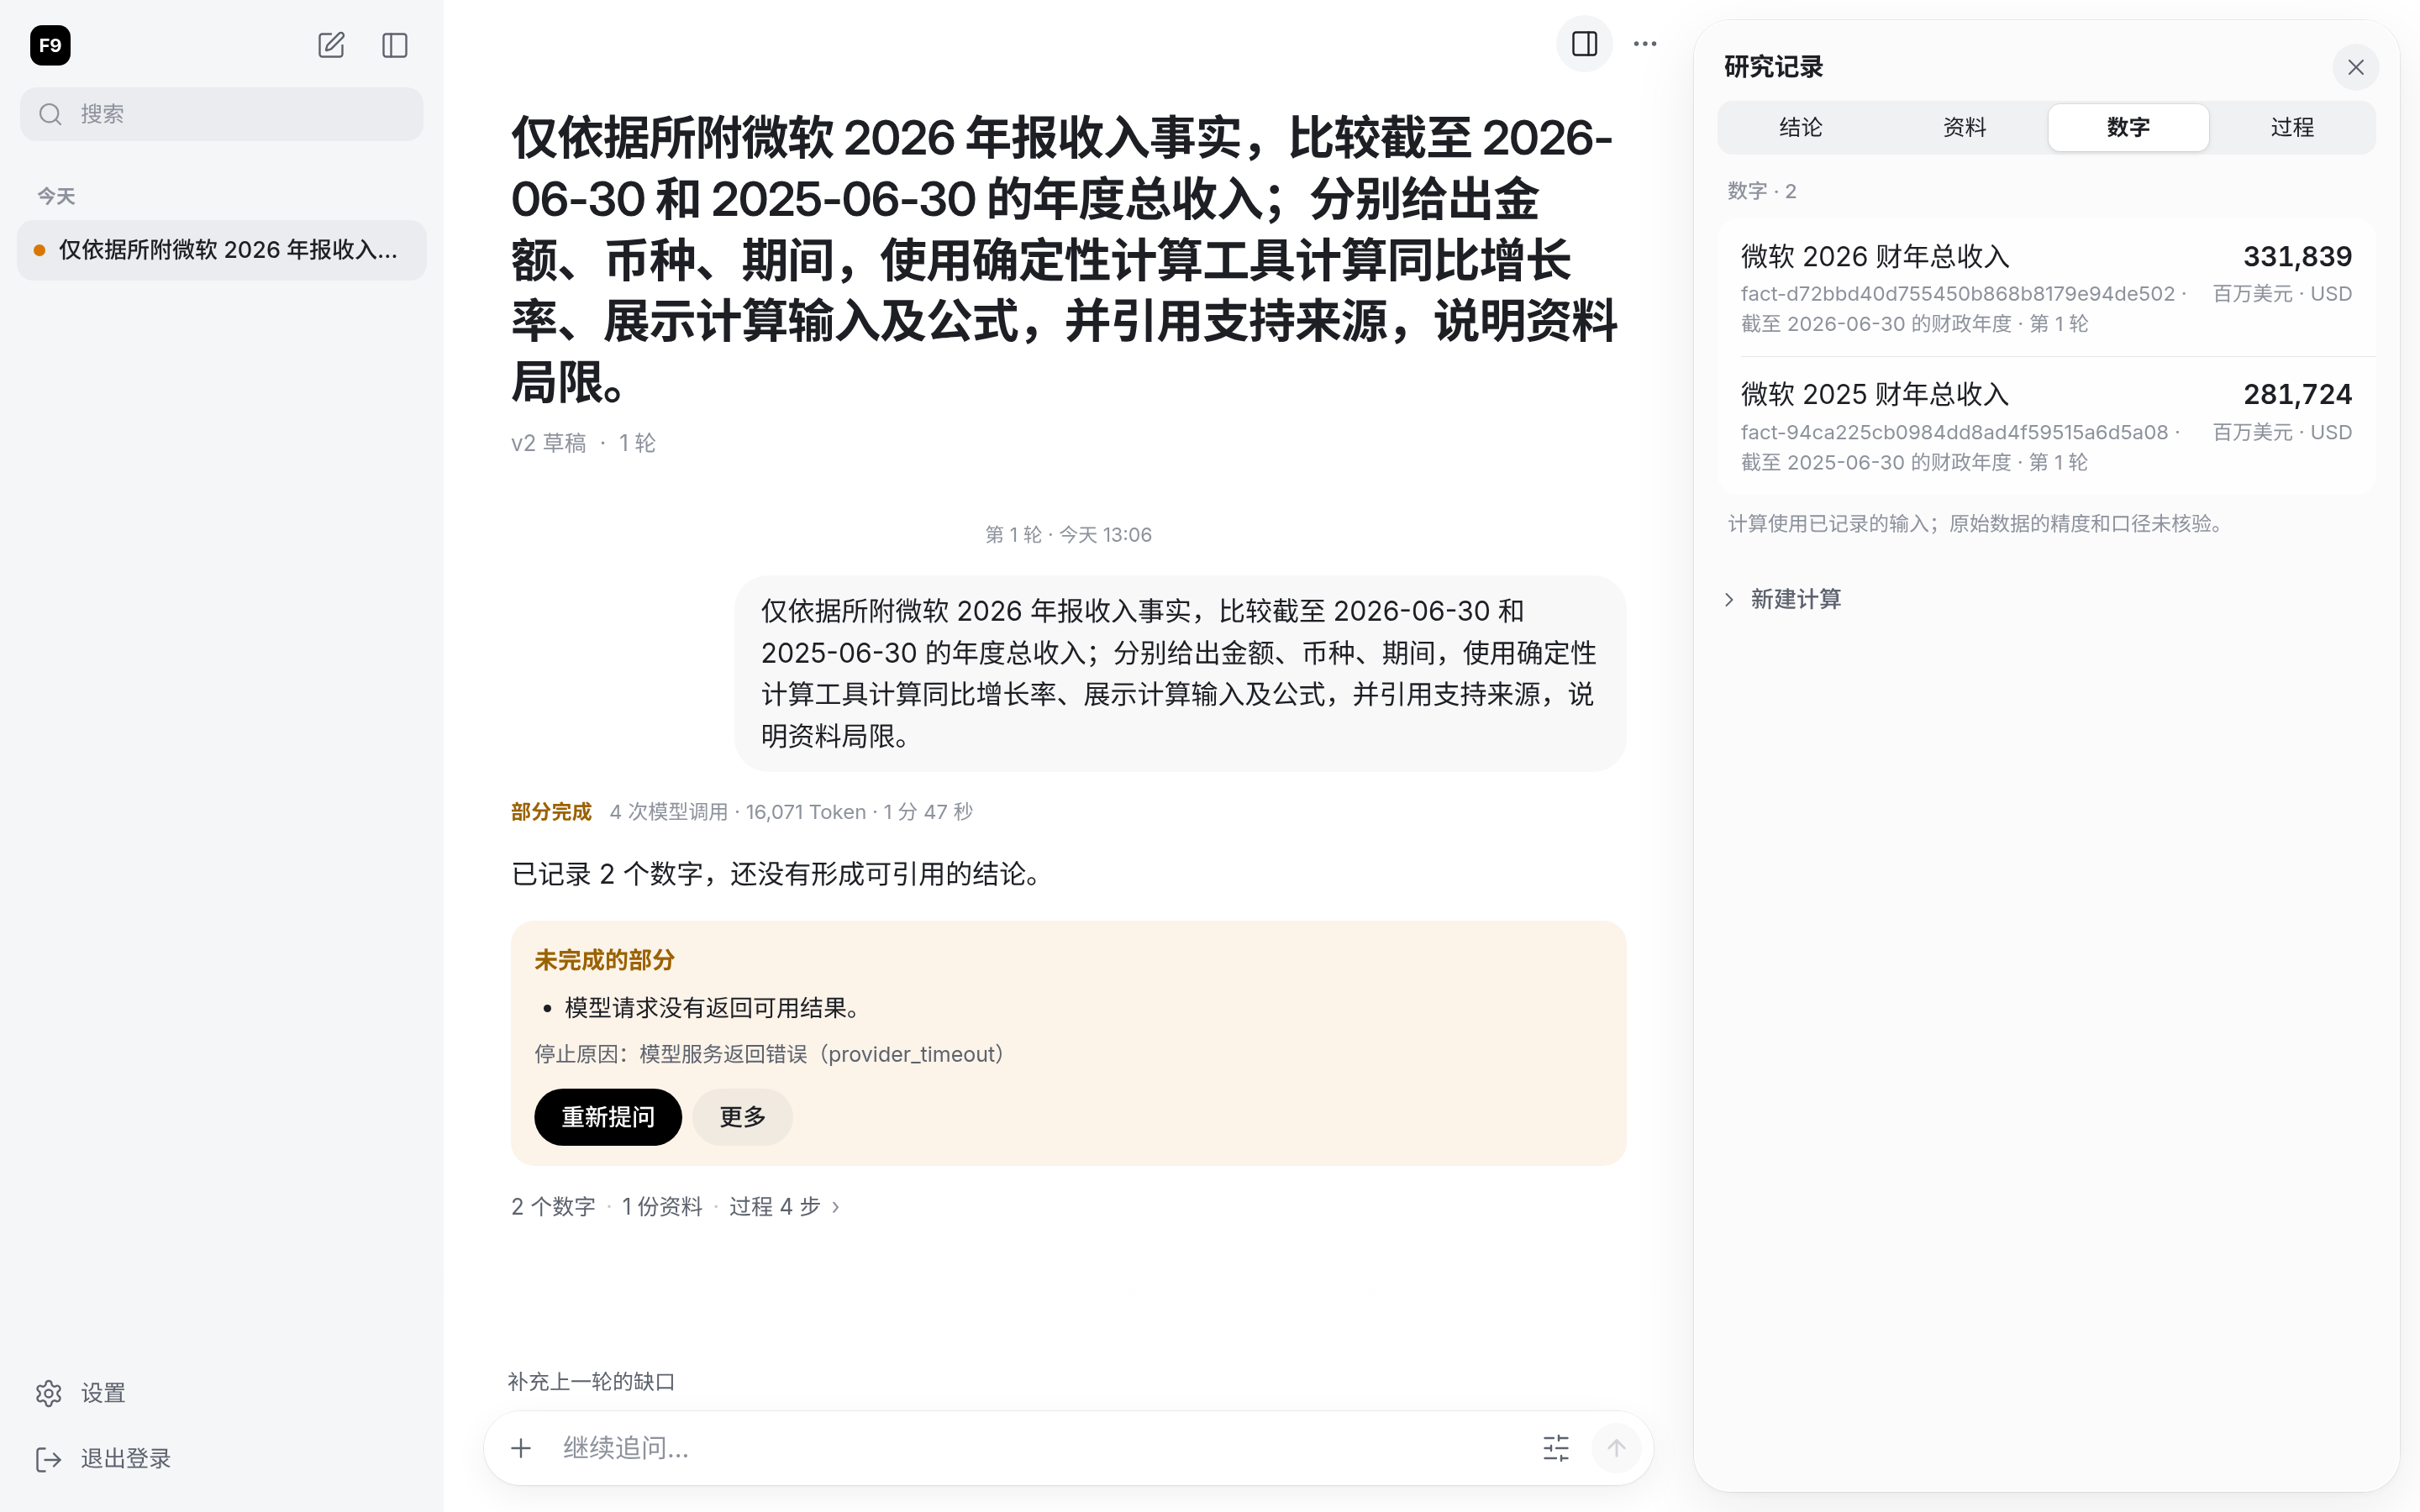 F9
搜索
今天
仅依据所附微软 2026 年报收入...
设置
退出登录
仅依据所附微软 2026 年报收入事实，比较截至 2026-
06-30 和 2025-06-30 的年度总收入；分别给出金
额、币种、期间，使用确定性计算工具计算同比增长
率、展示计算输入及公式，并引用支持来源，说明资料
局限。
v2 草稿 · 1 轮
第 1 轮 · 今天 13:06
仅依据所附微软 2026 年报收入事实，比较截至 2026-06-30 和
2025-06-30 的年度总收入；分别给出金额、币种、期间，使用确定性
计算工具计算同比增长率、展示计算输入及公式，并引用支持来源，说
明资料局限。
部分完成 4 次模型调用 · 16,071 Token · 1 分 47 秒
已记录 2 个数字，还没有形成可引用的结论。
未完成的部分
• 模型请求没有返回可用结果。
停止原因：模型服务返回错误（provider_timeout）
重新提问 更多
2 个数字 · 1 份资料 · 过程 4 步 ›
补充上一轮的缺口
继续追问...
研究记录
结论 资料 数字 过程
数字 · 2
微软 2026 财年总收入 331,839
fact-d72bbd40d755450b868b8179e94de502 · 百万美元 · USD
截至 2026-06-30 的财政年度 · 第 1 轮
微软 2025 财年总收入 281,724
fact-94ca225cb0984dd8ad4f59515a6d5a08 · 百万美元 · USD
截至 2025-06-30 的财政年度 · 第 1 轮
计算使用已记录的输入；原始数据的精度和口径未核验。
新建计算